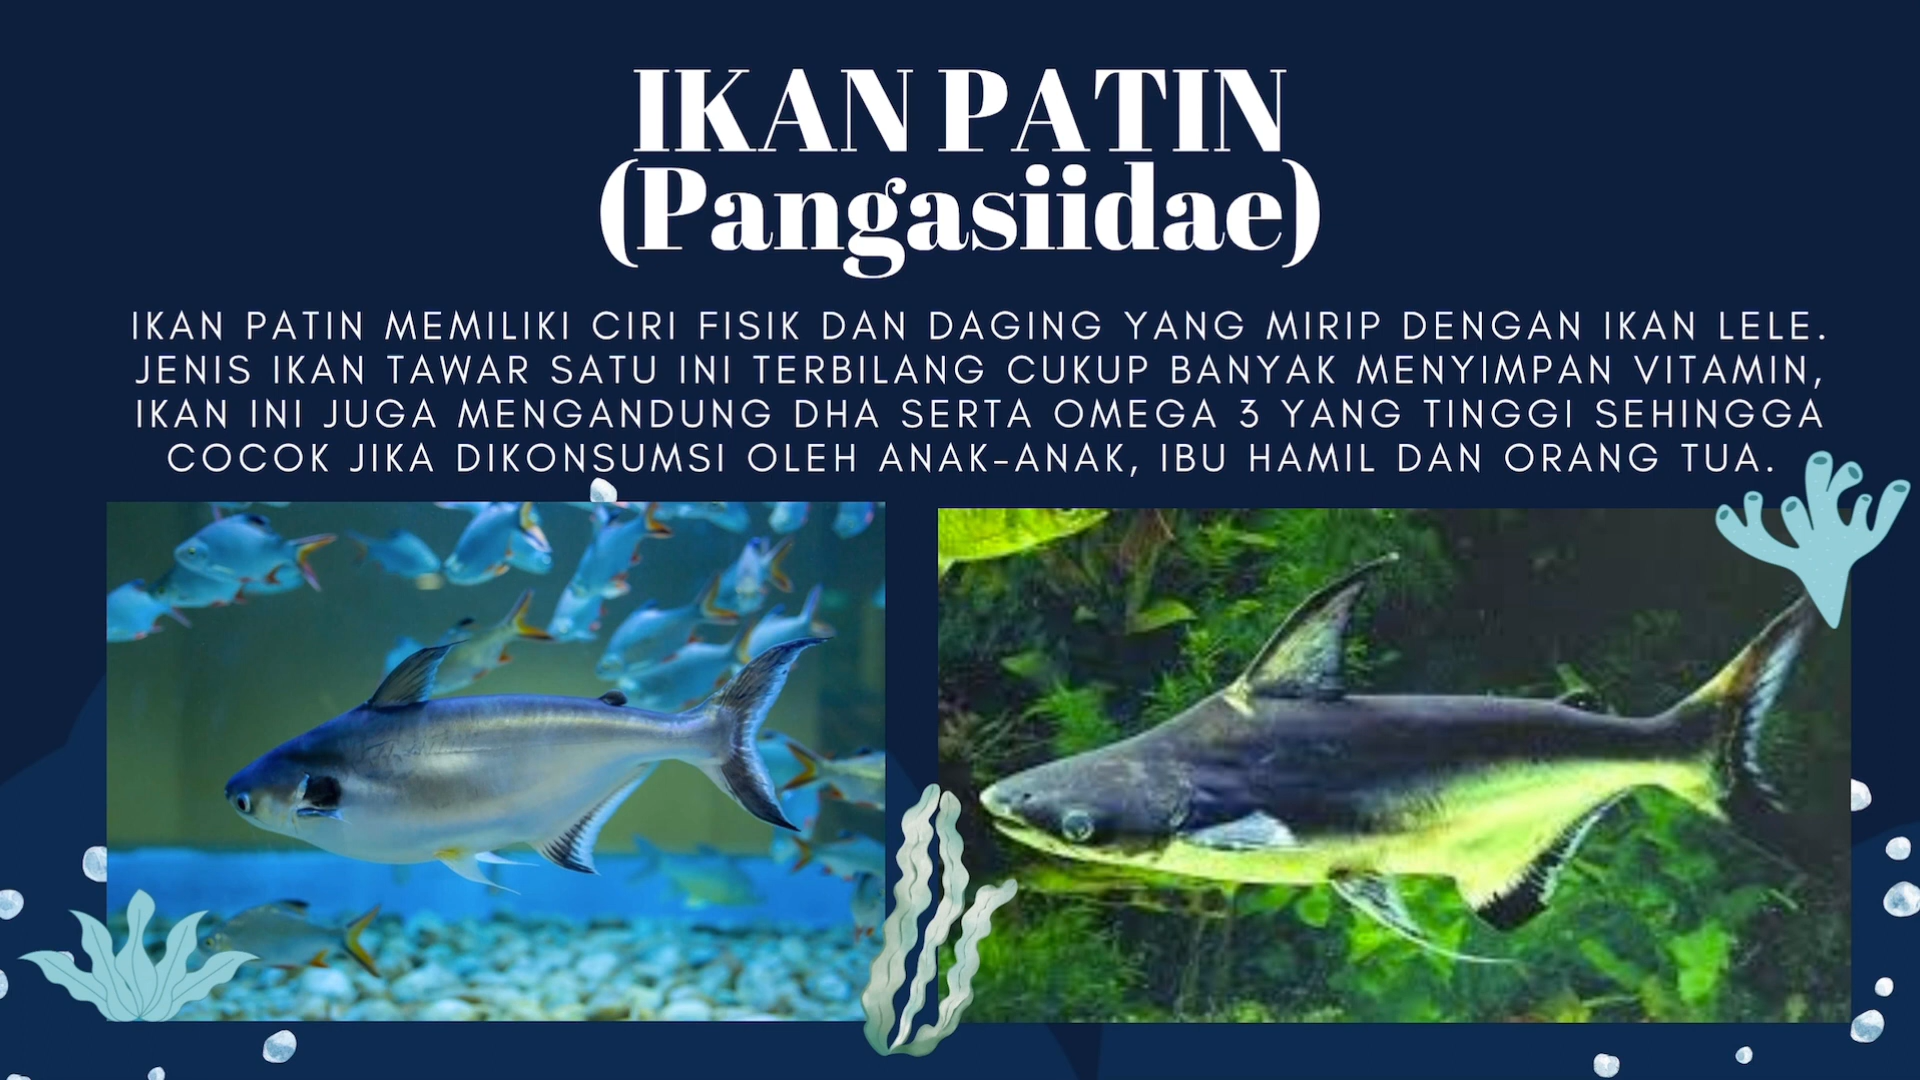 IKAN PATIN
(Pangasiidae)
IKAN PATIN MEMILIKI CIRI FISIK DAN DAGING YANG MIRIP DENGAN IKAN LELE.
JENIS IKAN TAWAR SATU INI TERBILANG CUKUP BANYAK MENYIMPAN VITAMIN,
IKAN INI JUGA MENGANDUNG DHA SERTA OMEGA 3 YANG TINGGI SEHINGGA
COCOK JIKA DIKONSUMSI OLEH ANAK-ANAK, IBU HAMIL DAN ORANG TUA.